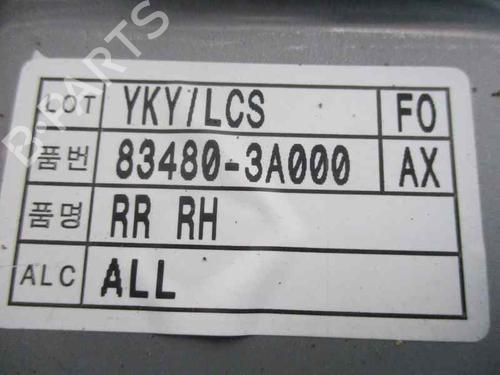 B-PARTS
LOT YKY/LCS FO
품번 83480-3A000 AX
품명 RR RH
ALC ALL